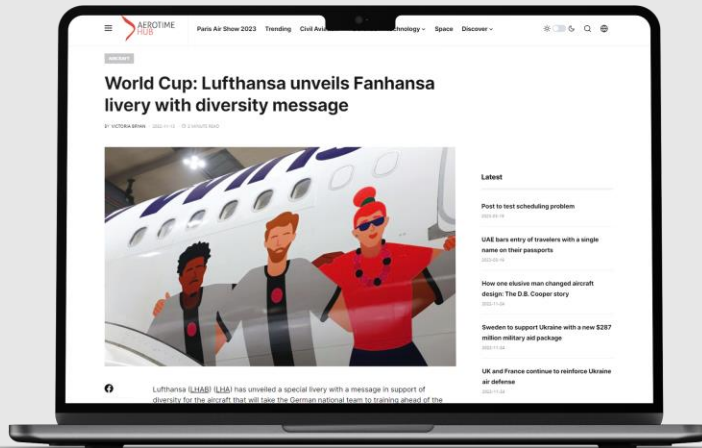 AEROTIME
HUB
Paris Air Show 2023 Trending Civil Avi chnology Space Discover
World Cup: Lufthansa unveils Fanhansa
livery with diversity message
BY VICTORIA BRYAN
Latest
Post to test scheduling problem
UAE bars entry of travelers with a single
name on their passports
How one elusive man changed aircraft
design: The D.B. Cooper story
Sweden to support Ukraine with a new $287
million military aid package
UK and France continue to reinforce Ukraine
air defense
Lufthansa (LHAB) (LHA) has unveiled a special livery with a message in support of
diversity for the aircraft that will take the German national team to training ahead of the